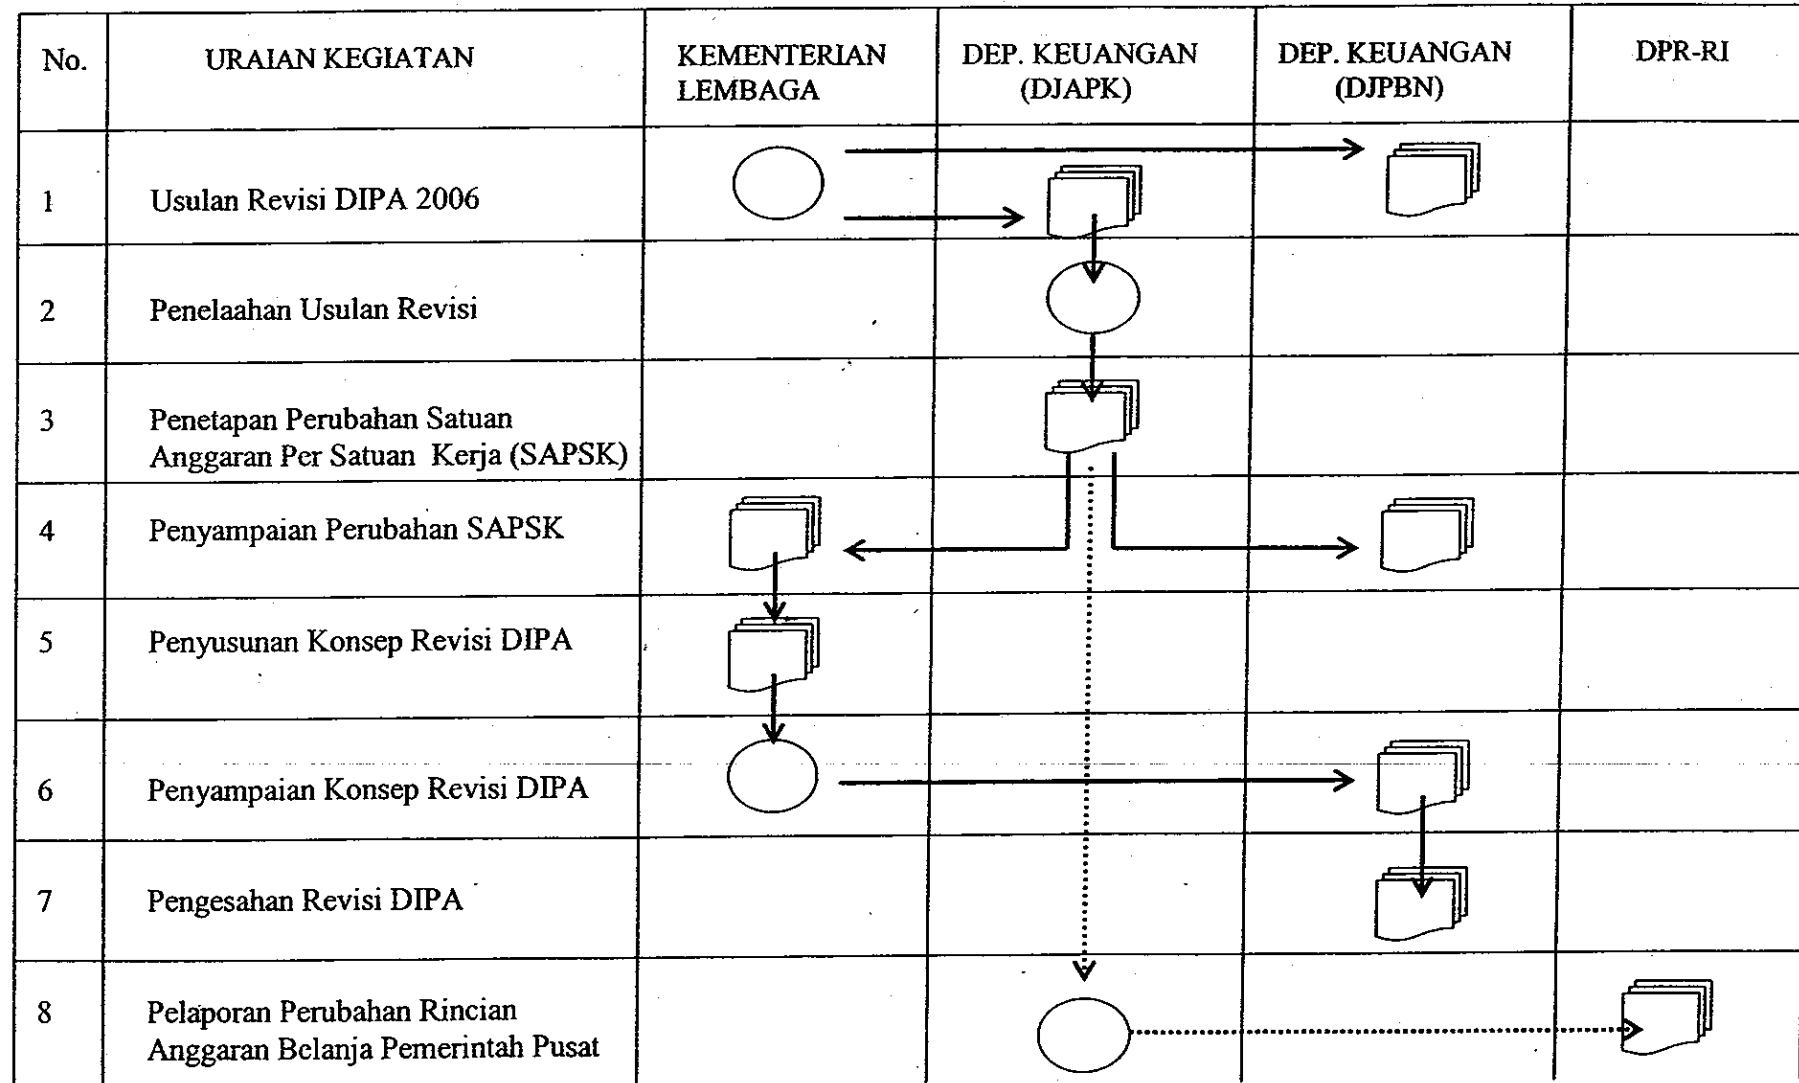 No.
URAIAN KEGIATAN
KEMENTERIAN
LEMBAGA
DEP. KEUANGAN
(DJAPK)
DEP. KEUANGAN
(DJPBN)
DPR-RI
1
Usulan Revisi DIPA 2006
2
Penelaahan Usulan Revisi
3
Penetapan Perubahan Satuan
Anggaran Per Satuan Kerja (SAPSK)
4
Penyampaian Perubahan SAPSK
5
Penyusunan Konsep Revisi DIPA
6
Penyampaian Konsep Revisi DIPA
7
Pengesahan Revisi DIPA
8
Pelaporan Perubahan Rincian
Anggaran Belanja Pemerintah Pusat